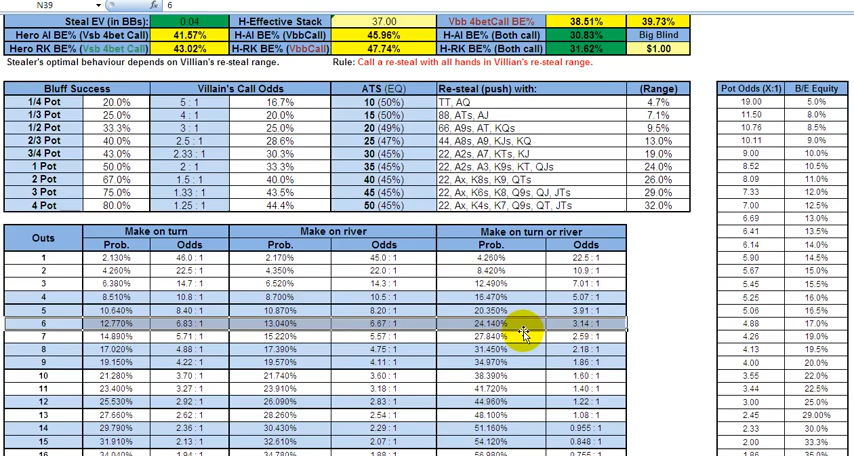 N39 fx 6
Steal EV (in BBs): 0.04 H-Effective Stack 37.00 Vbb 4betCall BE% 38.51% 39.73%
Hero AI BE% (Vsb 4bet Call) 41.57% Hero AI BE% (VbbCall) 45.96% H-AI BE% (Both call) 30.83% Big Blind
Hero RK BE% (Vsb 4bet Call) 43.02% H-RK BE% (VbbCall) 47.74% H-RK BE% (Both call) 31.62% $1.00
Stealer's optimal behaviour depends on Villian's re-steal range. Rule: Call a re-steal with all hands in Villian's re-steal range.
Bluff Success Villain's Call Odds ATS (EQ) Re-steal (push) with: (Range)
1/4 Pot 20.0% 5 : 1 16.7% 10 (50%) TT, AQ 4.7%
1/3 Pot 25.0% 4 : 1 20.0% 15 (50%) 88, ATs, AJ 7.1%
1/2 Pot 33.3% 3 : 1 25.0% 20 (49%) 66, A9s, AT, KQs 9.5%
2/3 Pot 40.0% 2.5 : 1 28.6% 25 (47%) 44, A8s, A9, KJs, KQ 13.0%
3/4 Pot 43.0% 2.33 : 1 30.3% 30 (45%) 22, A2s, A7, KTs, KJ 19.0%
1 Pot 50.0% 2 : 1 33.3% 35 (45%) 22, A2s, A3, K9s, KT, QJs 24.0%
2 Pot 67.0% 1.5 : 1 40.0% 40 (45%) 22, Ax, K8s, K9, QTs 26.0%
3 Pot 75.0% 1.33 : 1 43.5% 45 (45%) 22, Ax, K6s, K8, Q9s, QJ, JTs 29.0%
4 Pot 80.0% 1.25 : 1 44.4% 50 (45%) 22, Ax, K4s, K7, Q9s, QT, JTs 32.0%
Outs Make on turn Make on river Make on turn or river
Prob. Odds Prob. Odds Prob. Odds
1 2.130% 46.0 : 1 2.170% 45.0 : 1 4.260% 22.5 : 1
2 4.260% 22.5 : 1 4.350% 22.0 : 1 8.420% 10.9 : 1
3 6.380% 14.7 : 1 6.520% 14.3 : 1 12.490% 7.01 : 1
4 8.510% 10.8 : 1 8.700% 10.5 : 1 16.470% 5.07 : 1
5 10.640% 8.40 : 1 10.870% 8.20 : 1 20.350% 3.91 : 1
6 12.770% 6.83 : 1 13.040% 6.67 : 1 24.140% 3.14 : 1
7 14.890% 5.71 : 1 15.220% 5.57 : 1 27.840% 2.59 : 1
8 17.020% 4.88 : 1 17.390% 4.75 : 1 31.450% 2.18 : 1
9 19.150% 4.22 : 1 19.570% 4.11 : 1 34.970% 1.86 : 1
10 21.280% 3.70 : 1 21.740% 3.60 : 1 38.390% 1.60 : 1
11 23.400% 3.27 : 1 23.910% 3.18 : 1 41.720% 1.40 : 1
12 25.530% 2.92 : 1 26.090% 2.83 : 1 44.960% 1.22 : 1
13 27.660% 2.62 : 1 28.260% 2.54 : 1 48.100% 1.08 : 1
14 29.790% 2.36 : 1 30.430% 2.29 : 1 51.160% 0.955 : 1
15 31.910% 2.13 : 1 32.610% 2.07 : 1 54.120% 0.848 : 1
16 34.040% 1.94 : 1 34.780% 1.88 : 1 56.980% 0.755 : 1
Pot Odds (X:1) B/E Equity
19.00 5.0%
11.50 8.0%
10.76 8.5%
10.11 9.0%
9.00 10.0%
8.52 10.5%
8.09 11.0%
7.33 12.0%
7.00 12.5%
6.69 13.0%
6.41 13.5%
6.14 14.0%
5.90 14.5%
5.67 15.0%
5.45 15.5%
5.25 16.0%
5.06 16.5%
4.88 17.0%
4.26 19.0%
4.13 19.5%
4.00 20.0%
3.55 22.0%
3.44 22.5%
3.00 25.0%
2.45 29.00%
2.33 30.0%
2.00 33.3%
1.86 35.0%